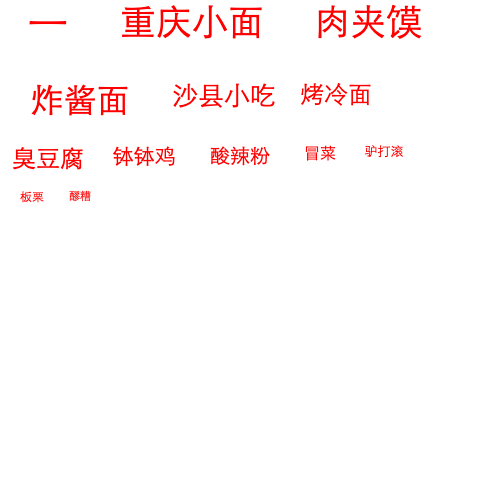 一 重庆小面 肉夹馍
炸酱面 沙县小吃 烤冷面
臭豆腐 钵钵鸡 酸辣粉 冒菜 驴打滚
板栗 醪糟